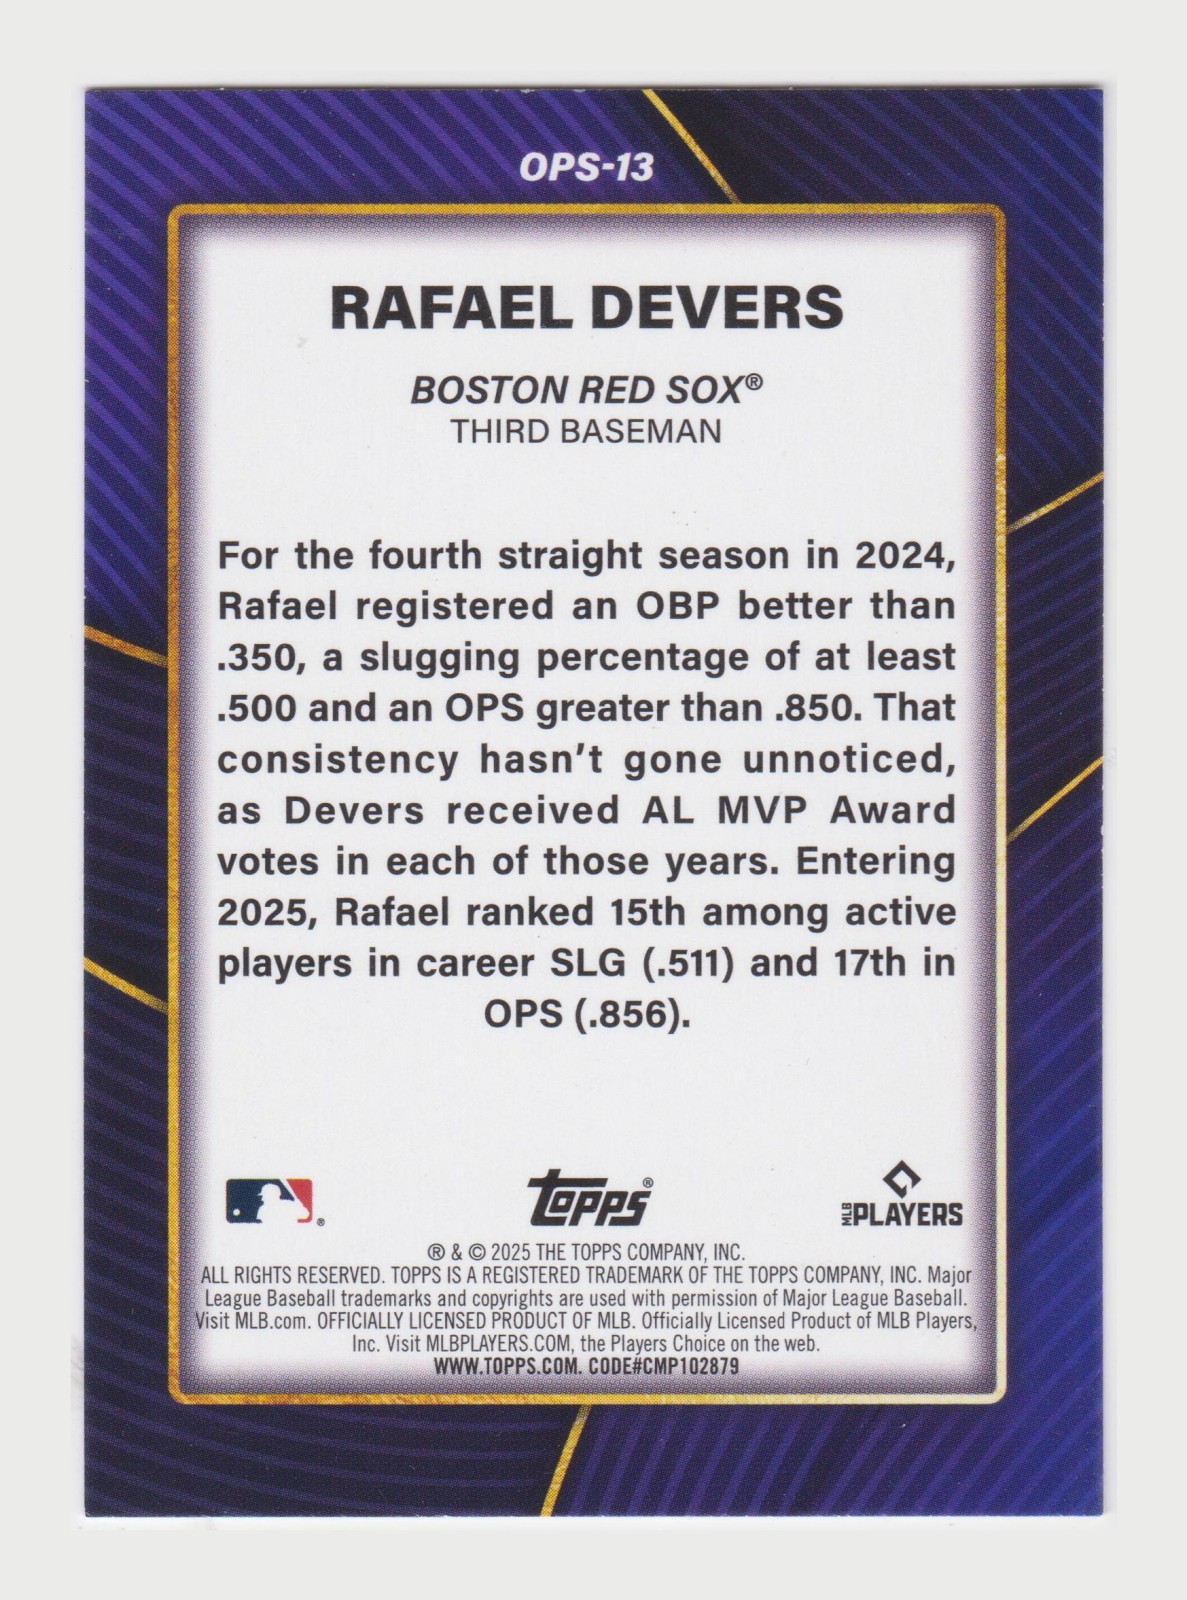 OPS-13
RAFAEL DEVERS
BOSTON RED SOX®
THIRD BASEMAN
For the fourth straight season in 2024,
Rafael registered an OBP better than
.350, a slugging percentage of at least
.500 and an OPS greater than .850. That
consistency hasn't gone unnoticed,
as Devers received AL MVP Award
votes in each of those years. Entering
2025, Rafael ranked 15th among active
players in career SLG (.511) and 17th in
OPS (.856).
® topps® MLB PLAYERS
® & © 2025 THE TOPPS COMPANY, INC.
ALL RIGHTS RESERVED. TOPPS IS A REGISTERED TRADEMARK OF THE TOPPS COMPANY, INC. Major
League Baseball trademarks and copyrights are used with permission of Major League Baseball.
Visit MLB.com. OFFICIALLY LICENSED PRODUCT OF MLB. Officially Licensed Product of MLB Players,
Inc. Visit MLBPLAYERS.COM, the Players Choice on the web.
WWW.TOPPS.COM. CODE#CMP102879